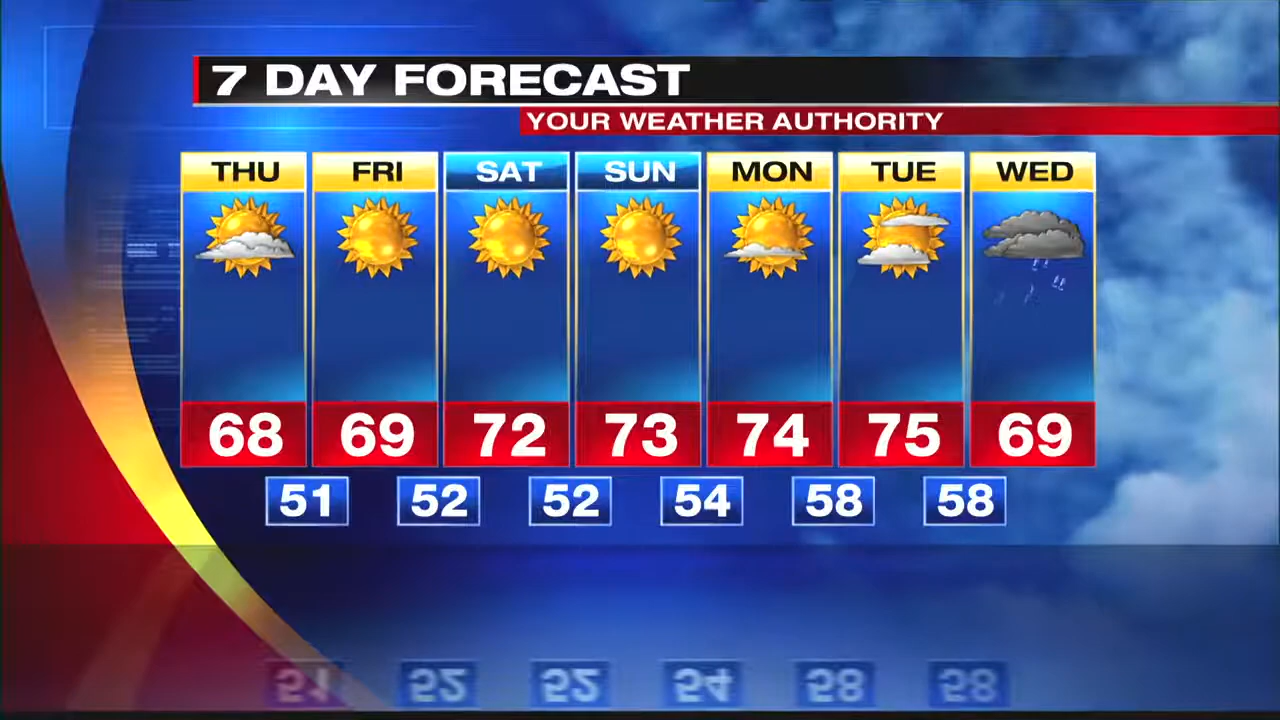 7 DAY FORECAST
YOUR WEATHER AUTHORITY
THU FRI SAT SUN MON TUE WED
68 69 72 73 74 75 69
51 52 52 54 58 58